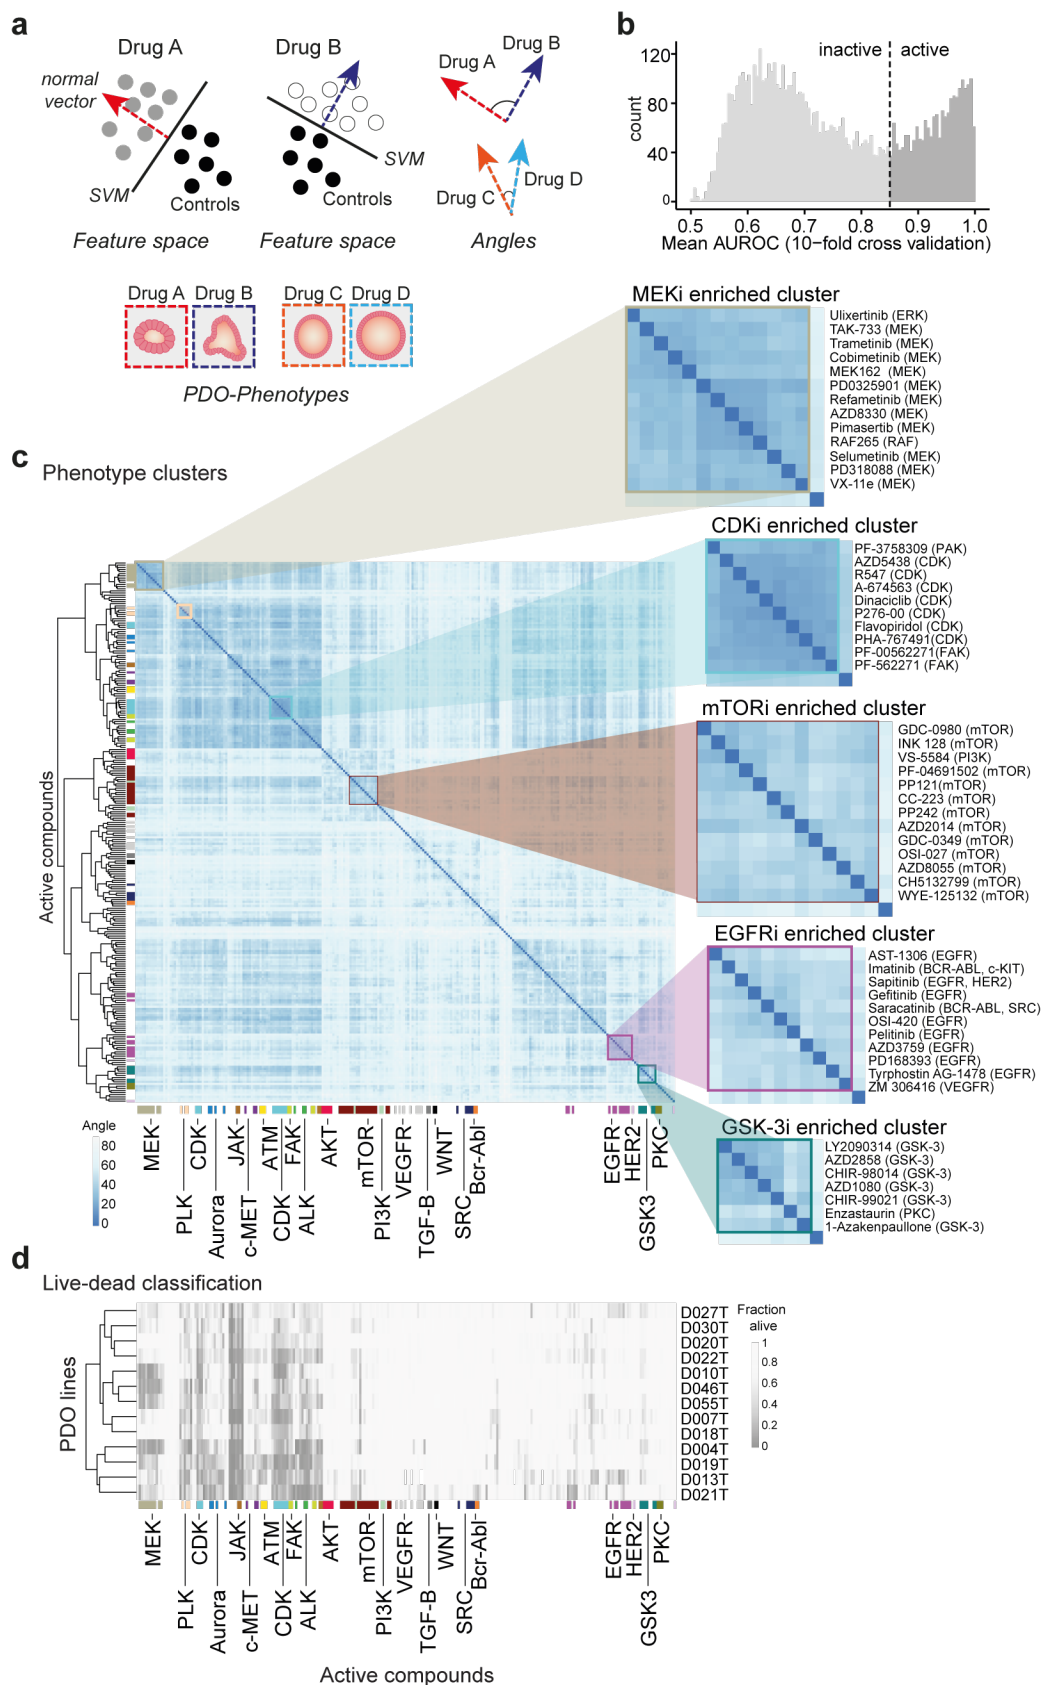 a
Drug A
Drug B
normal
vector
SVM
Controls
SVM
Controls
Feature space
Feature space
Drug A
Drug B
Drug C
Drug D
Angles
Drug A
Drug B
Drug C
Drug D
PDO-Phenotypes
b
inactive
active
count
120
80
40
0
0.5
0.6
0.7
0.8
0.9
1.0
Mean AUROC (10−fold cross validation)
c
Phenotype clusters
MEKi enriched cluster
Ulixertinib (ERK)
TAK-733 (MEK)
Trametinib (MEK)
Cobimetinib (MEK)
MEK162 (MEK)
PD0325901 (MEK)
Refametinib (MEK)
AZD8330 (MEK)
Pimasertib (MEK)
RAF265 (RAF)
Selumetinib (MEK)
PD318088 (MEK)
VX-11e (MEK)
CDKi enriched cluster
PF-3758309 (PAK)
AZD5438 (CDK)
R547 (CDK)
A-674563 (CDK)
Dinaciclib (CDK)
P276-00 (CDK)
Flavopiridol (CDK)
PHA-767491(CDK)
PF-00562271(FAK)
PF-562271 (FAK)
mTORi enriched cluster
GDC-0980 (mTOR)
INK 128 (mTOR)
VS-5584 (PI3K)
PF-04691502 (mTOR)
PP121(mTOR)
CC-223 (mTOR)
PP242 (mTOR)
AZD2014 (mTOR)
GDC-0349 (mTOR)
OSI-027 (mTOR)
AZD8055 (mTOR)
CH5132799 (mTOR)
WYE-125132 (mTOR)
EGFRi enriched cluster
AST-1306 (EGFR)
Imatinib (BCR-ABL, c-KIT)
Sapitinib (EGFR, HER2)
Gefitinib (EGFR)
Saracatinib (BCR-ABL, SRC)
OSI-420 (EGFR)
Pelitinib (EGFR)
AZD3759 (EGFR)
PD168393 (EGFR)
Tyrphostin AG-1478 (EGFR)
ZM 306416 (VEGFR)
GSK-3i enriched cluster
LY2090314 (GSK-3)
AZD2858 (GSK-3)
CHIR-98014 (GSK-3)
AZD1080 (GSK-3)
CHIR-99021 (GSK-3)
Enzastaurin (PKC)
1-Azakenpaullone (GSK-3)
Active compounds
Angle
80
60
40
20
0
MEK
PLK
CDK
Aurora
JAK
c-MET
ATM
CDK
FAK
ALK
AKT
mTOR
PI3K
VEGFR
TGF-B
WNT
SRC
Bcr-Abl
EGFR
HER2
GSK3
PKC
d
Live-dead classification
PDO lines
D027T
D030T
D020T
D022T
D010T
D046T
D055T
D007T
D018T
D004T
D019T
D013T
D021T
Fraction
alive
1
0.8
0.6
0.4
0.2
0
MEK
PLK
CDK
Aurora
JAK
c-MET
ATM
CDK
FAK
ALK
AKT
mTOR
PI3K
VEGFR
TGF-B
WNT
SRC
Bcr-Abl
EGFR
HER2
GSK3
PKC
Active compounds